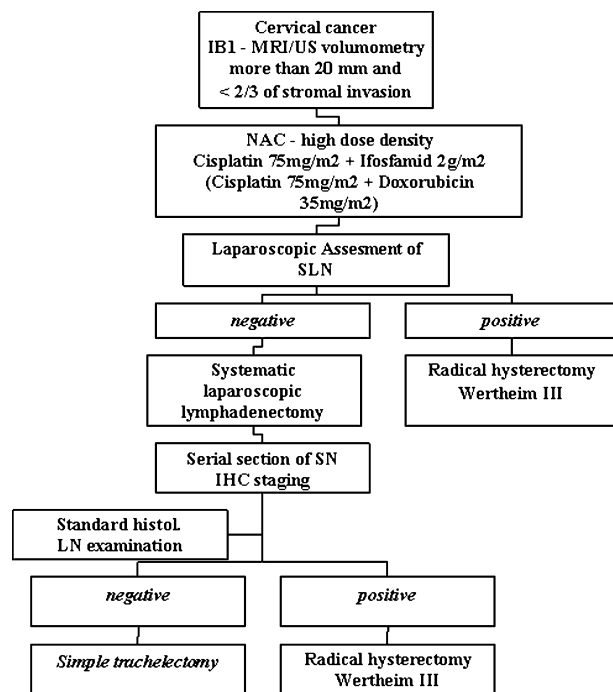 Cervical cancer
IB1 - MRI/US volumometry
more than 20 mm and
< 2/3 of stromal invasion
NAC - high dose density
Cisplatin 75mg/m2 + Ifosfamid 2g/m2
(Cisplatin 75mg/m2 + Doxorubicin
35mg/m2)
Laparoscopic Assesment of
SLN
negative
positive
Systematic
laparoscopic
lymphadenectomy
Radical hysterectomy
Wertheim III
Serial section of SN
IHC staging
Standard histol.
LN examination
negative
positive
Simple trachelectomy
Radical hysterectomy
Wertheim III